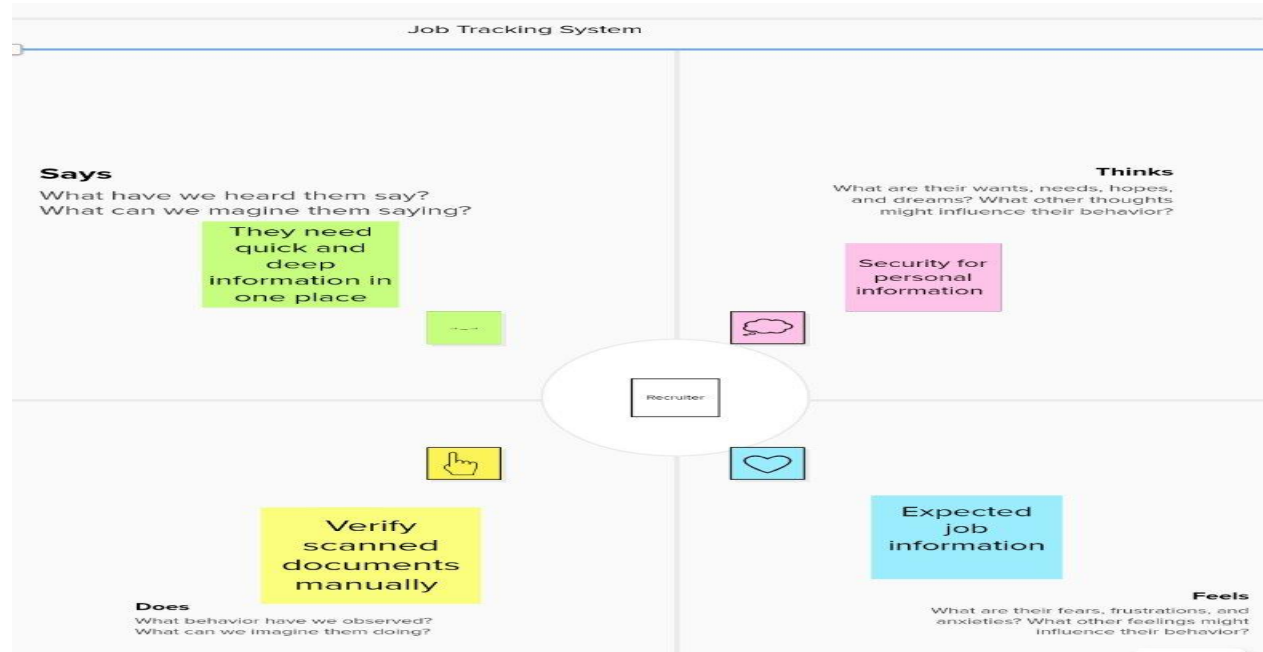 Job Tracking System
Says
What have we heard them say?
What can we magine them saying?
They need
quick and
deep
information in
one place
Thinks
What are their wants, needs, hopes,
and dreams? What other thoughts
might influence their behavior?
Security for
personal
information
Recruiter
Verify
scanned
documents
manually
Does
What behavior have we observed?
What can we imagine them doing?
Expected
job
information
Feels
What are their fears, frustrations, and
anxieties? What other feelings might
influence their behavior?